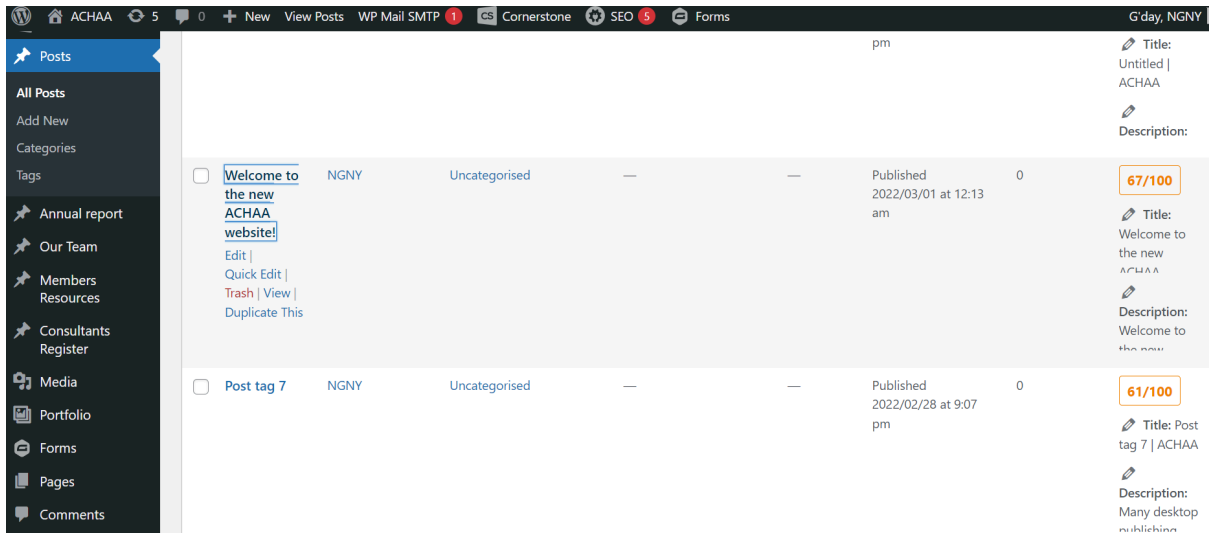 ACHAA 5 0 New View Posts WP Mail SMTP 1 CS Cornerstone SEO 5 Forms G'day, NGNY
Posts
All Posts
Add New
Categories
Tags
Annual report
Our Team
Members
Resources
Consultants
Register
Media
Portfolio
Forms
Pages
Comments
pm
Title:
Untitled |
ACHAA
Description:
Welcome to
the new
ACHAA
website!
Edit |
Quick Edit |
Trash | View |
Duplicate This
NGNY
Uncategorised
—
—
Published
2022/03/01 at 12:13
am
0
67/100
Title:
Welcome to
the new
ACHAA
Description:
Welcome to
the new
Post tag 7
NGNY
Uncategorised
—
—
Published
2022/02/28 at 9:07
pm
0
61/100
Title: Post
tag 7 | ACHAA
Description:
Many desktop
publishing